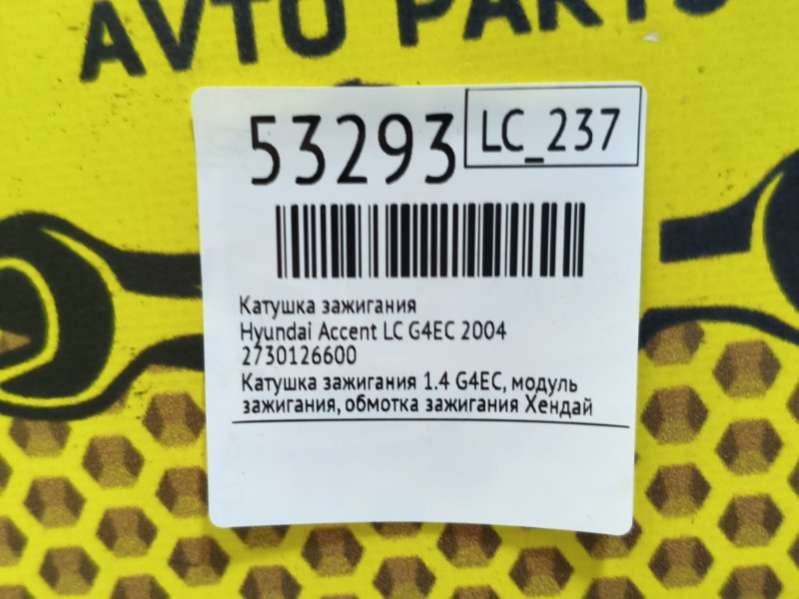 AVTO PARTS
53293
LC_237
Катушка зажигания
Hyundai Accent LC G4EC 2004
2730126600
Катушка зажигания 1.4 G4EC, модуль
зажигания, обмотка зажигания Хендай